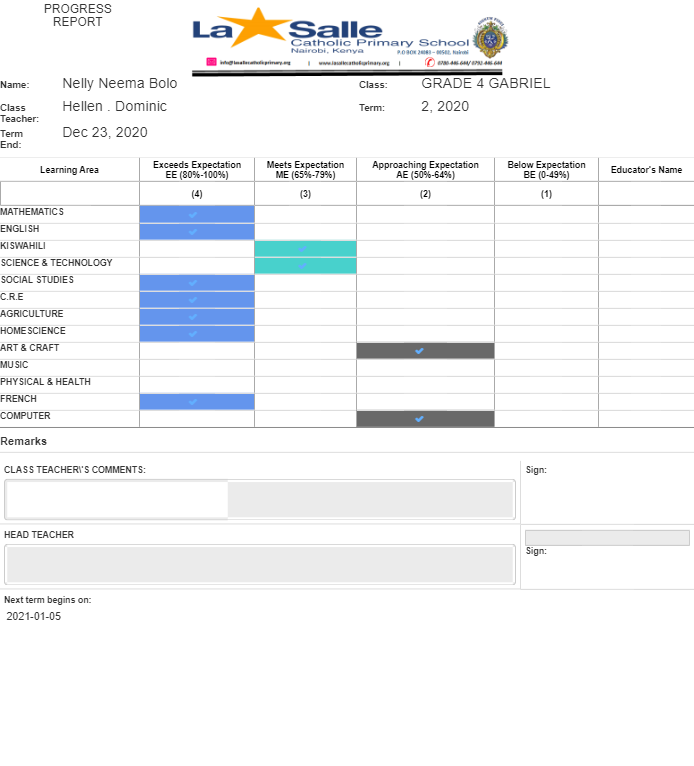 PROGRESS
REPORT
La Salle
Catholic Primary School
Nairobi, Kenya
P.O BOX 24083 – 00502, Nairobi
info@lasallecatholicprimary.org | www.lasallecatholicprimary.org | 0780-446-644/ 0792-446-644
Name: Nelly Neema Bolo Class: GRADE 4 GABRIEL
Class Teacher: Hellen . Dominic Term: 2, 2020
Term End: Dec 23, 2020
Learning Area Exceeds Expectation EE (80%-100%) Meets Expectation ME (65%-79%) Approaching Expectation AE (50%-64%) Below Expectation BE (0-49%) Educator's Name
(4) (3) (2) (1)
MATHEMATICS
ENGLISH
KISWAHILI
SCIENCE & TECHNOLOGY
SOCIAL STUDIES
C.R.E
AGRICULTURE
HOMESCIENCE
ART & CRAFT
MUSIC
PHYSICAL & HEALTH
FRENCH
COMPUTER
Remarks
CLASS TEACHER\'S COMMENTS: Sign:
HEAD TEACHER
Sign:
Next term begins on:
2021-01-05